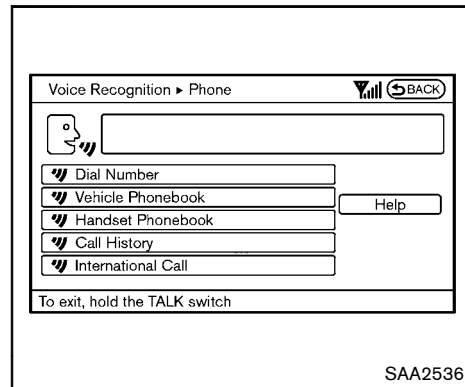 Voice Recognition ▸ Phone
BACK
Dial Number
Vehicle Phonebook
Help
Handset Phonebook
Call History
International Call
To exit, hold the TALK switch
SAA2536